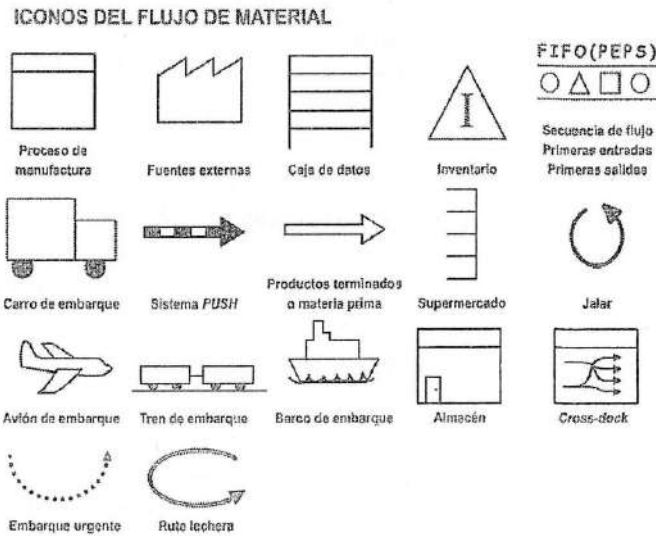 ICONOS DEL FLUJO DE MATERIAL
FIFO(PEPS)
Proceso de
manufactura
Fuentes externas
Caja de datos
I
Inventario
Secuencia de flujo
Primeras entradas
Primeras salidas
Carro de embarque
Sistema PUSH
Productos terminados
o materia prima
Supermercado
Jalar
Avión de embarque
Tren de embarque
Barco de embarque
Almacén
Cross-dock
Embarque urgente
Ruta lechera